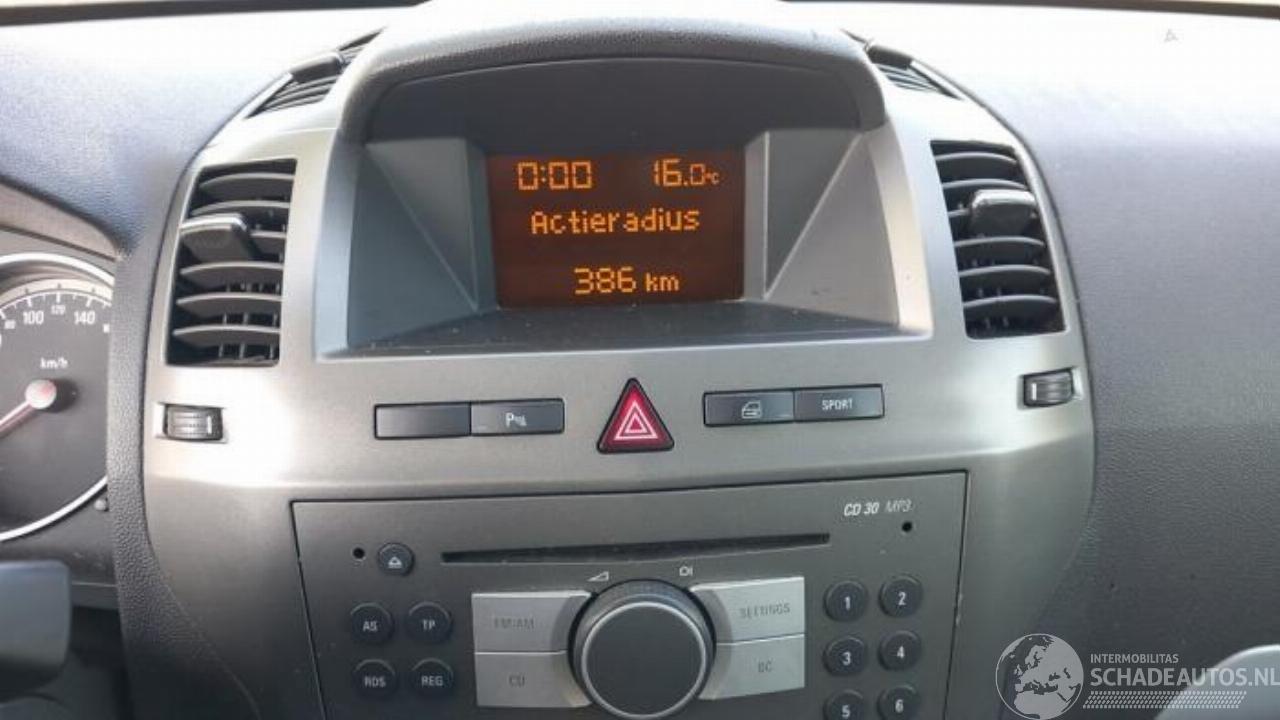 0:00 16.0°C
Actieradius
386 km
100 120 140
km/h
P
SPORT
CD 30 MP3
AS TP
FM/AM
SETTINGS
1 2
RDS REG
CD
BC
3 4
5 6
INTERMOBILITAS
SCHADEAUTOS.NL